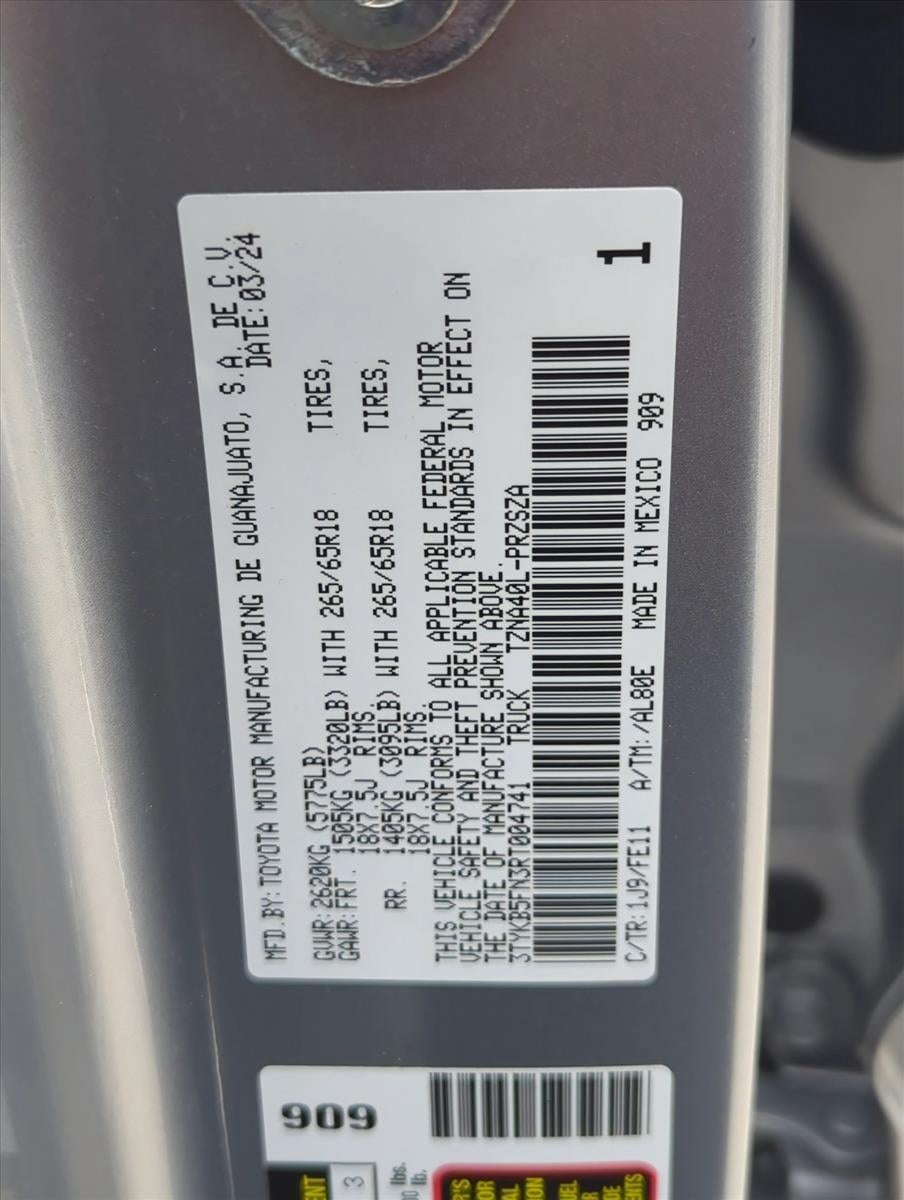 MFD.BY: TOYOTA MOTOR MANUFACTURING DE GUANAJUATO, S.A. DE C.V.
DATE: 03/24
GVWR: 2620KG (5775LB)
GAWR: FRT. 1505KG (3320LB) WITH 265/65R18 TIRES,
18X7.5J RIMS.
RR. 1405KG (3095LB) WITH 265/65R18 TIRES,
18X7.5J RIMS.
THIS VEHICLE CONFORMS TO ALL APPLICABLE FEDERAL MOTOR
VEHICLE SAFETY AND THEFT PREVENTION STANDARDS IN EFFECT ON
THE DATE OF MANUFACTURE SHOWN ABOVE.
3TYKB5FN3RT004741 TRUCK TZNA40L-PRZSZA
1
C/TR: 1J9/FE11 A/TM: /AL80E MADE IN MEXICO 909
909
3
lbs.
lb.